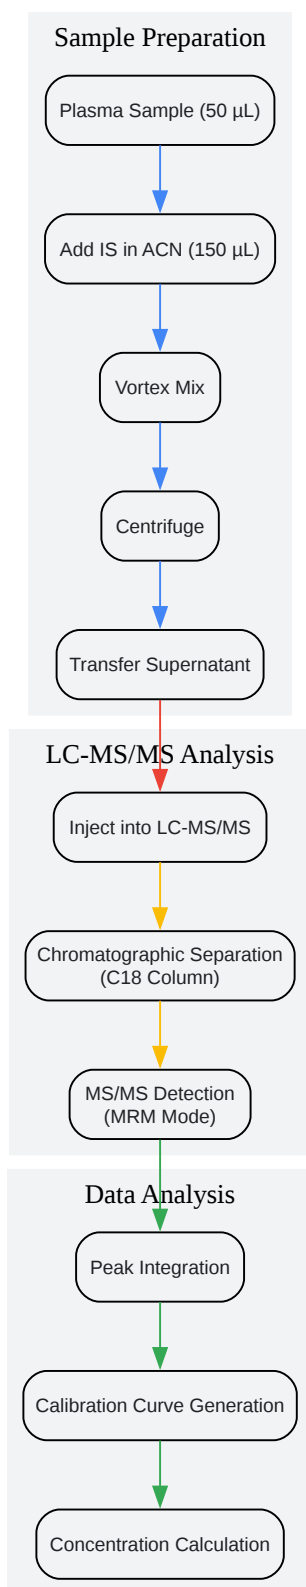 Sample Preparation
Plasma Sample (50 µL)
Add IS in ACN (150 µL)
Vortex Mix
Centrifuge
Transfer Supernatant
LC-MS/MS Analysis
Inject into LC-MS/MS
Chromatographic Separation
(C18 Column)
MS/MS Detection
(MRM Mode)
Data Analysis
Peak Integration
Calibration Curve Generation
Concentration Calculation